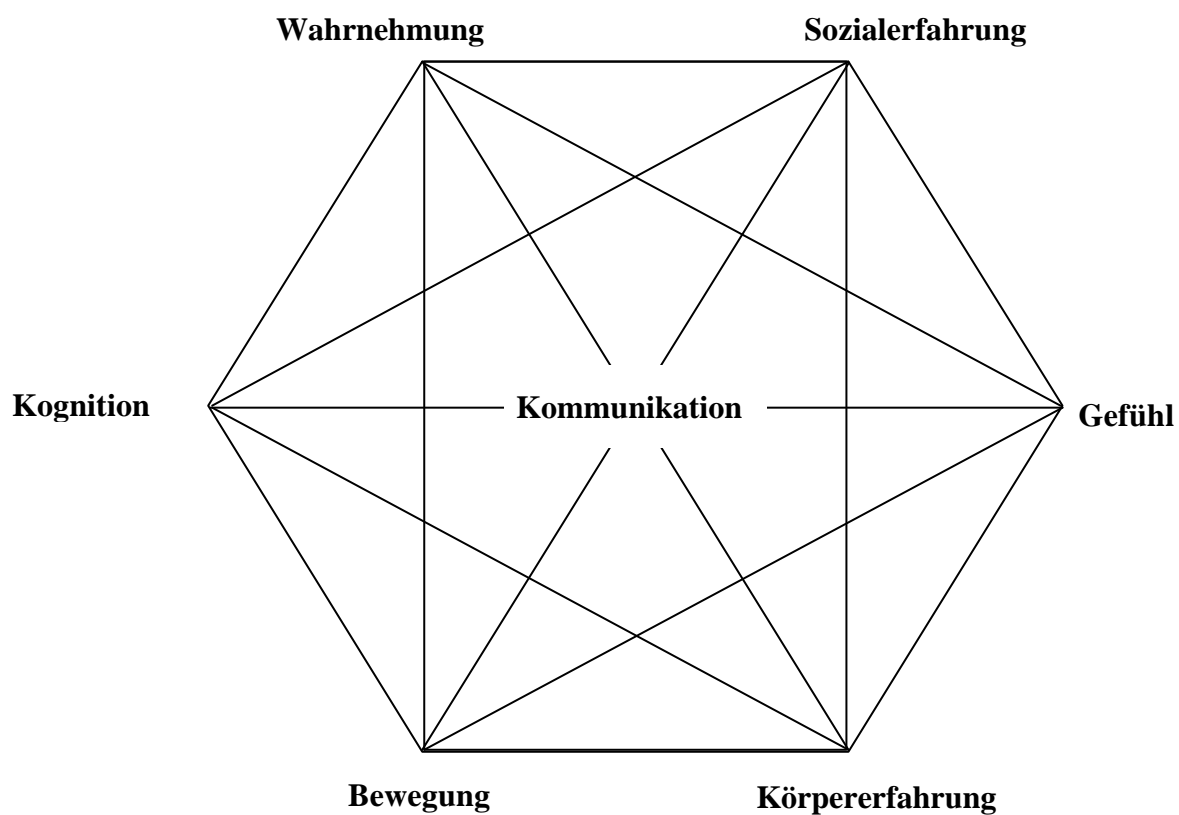 Wahrnehmung
Sozialerfahrung
Kognition
Kommunikation
Gefühl
Bewegung
Körpererfahrung